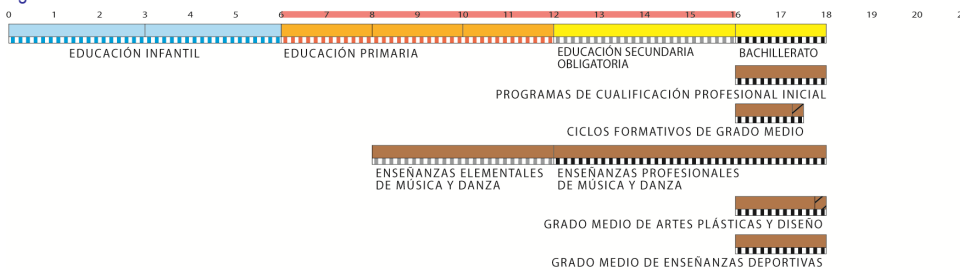 0 1 2 3 4 5 6 7 8 9 10 11 12 13 14 15 16 17 18 19 20
EDUCACIÓN INFANTIL EDUCACIÓN PRIMARIA EDUCACIÓN SECUNDARIA OBLIGATORIA BACHILLERATO
PROGRAMAS DE CUALIFICACIÓN PROFESIONAL INICIAL
CICLOS FORMATIVOS DE GRADO MEDIO
ENSEÑANZAS ELEMENTALES
DE MÚSICA Y DANZA
ENSEÑANZAS PROFESIONALES
DE MÚSICA Y DANZA
GRADO MEDIO DE ARTES PLÁSTICAS Y DISEÑO
GRADO MEDIO DE ENSEÑANZAS DEPORTIVAS